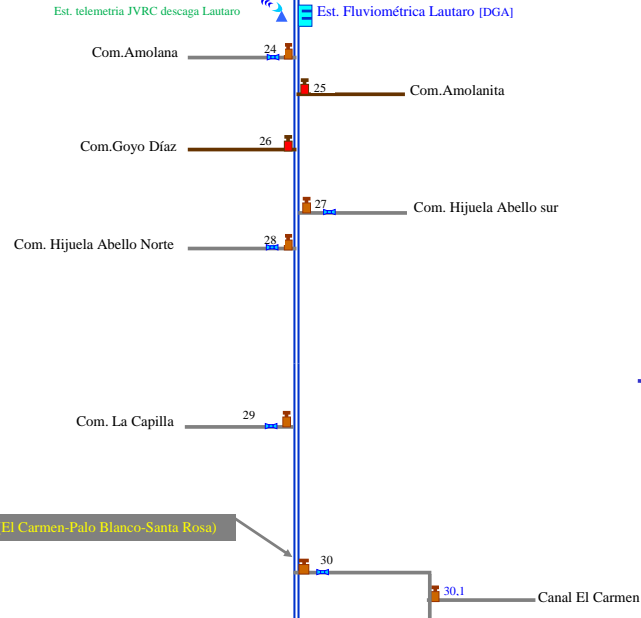 Est. telemetria JVRC descaga Lautaro
Est. Fluviométrica Lautaro [DGA]
Com.Amolana
24
25
Com.Amolanita
Com.Goyo Díaz
26
27
Com. Hijuela Abello sur
Com. Hijuela Abello Norte
28
Com. La Capilla
29
El Carmen-Palo Blanco-Santa Rosa)
30
30,1
Canal El Carmen